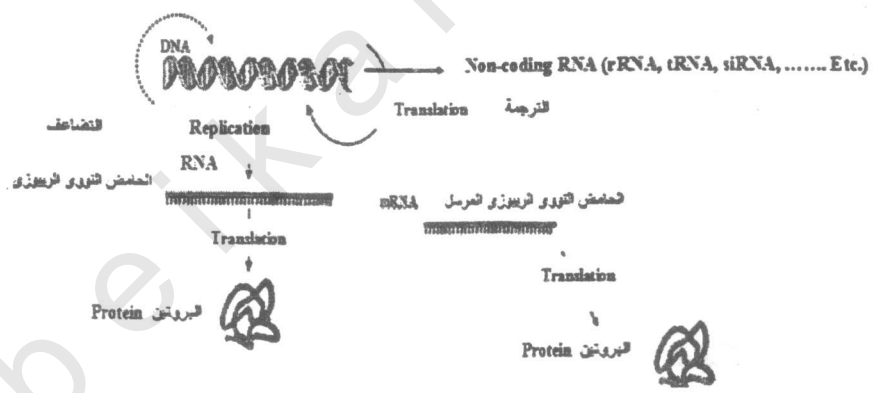 DNA
Non-coding RNA (rRNA, tRNA, siRNA, ....... Etc.)
Translation الترجمة
التضاعف Replication
RNA
الحامض النووي الريبوزي
mRNA الحامض النووي الريبوزي المرسل
Translation
Translation
Protein البروتين
Protein البروتين